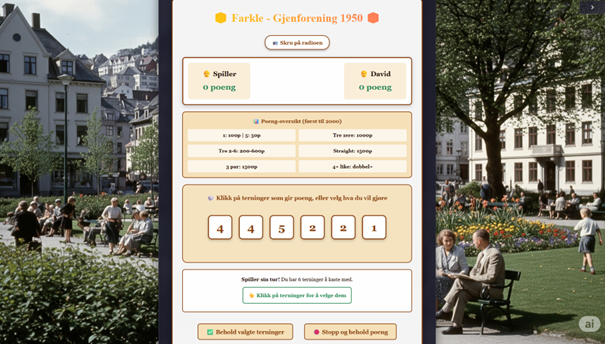 Farkle - Gjenforening 1950
Skru på radioen
Spiller
0 poeng
David
0 poeng
Poeng-oversikt (først til 2000)
1: 100p | 5: 50p
Tre 1ere: 1000p
Tre 2-6: 200-600p
Straight: 1500p
3 par: 1500p
4+ like: dobbel+
Klikk på terninger som gir poeng, eller velg hva du vil gjøre
4 4 5 2 2 1
Spiller sin tur! Du har 6 terninger å kaste med.
Klikk på terninger for å velge dem
Behold valgte terninger
Stopp og behold poeng
ai